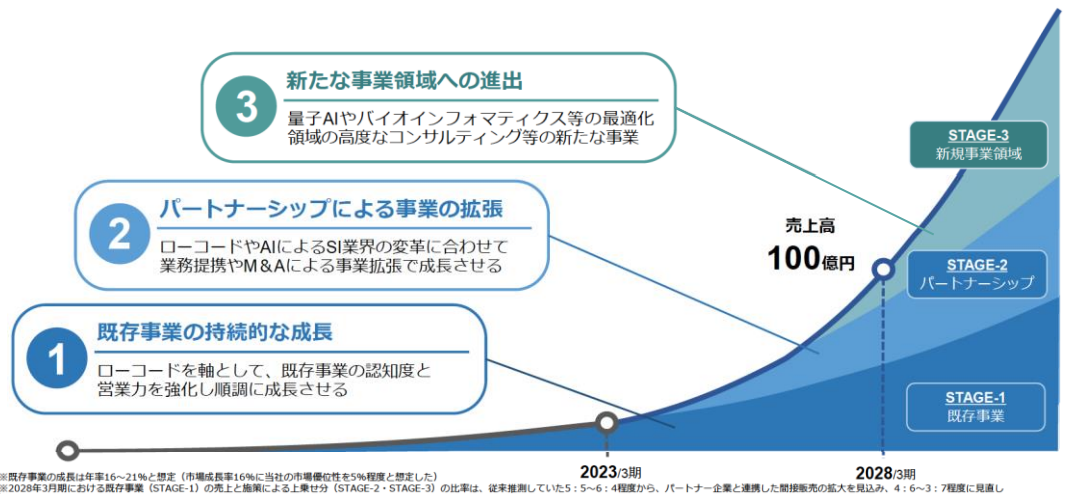 3
新たな事業領域への進出
量子AIやバイオインフォマティクス等の最適化
領域の高度なコンサルティング等の新たな事業
STAGE-3
新規事業領域
2
パートナーシップによる事業の拡張
ローコードやAIによるSI業界の変革に合わせて
業務提携やM&Aによる事業拡張で成長させる
売上高
100億円
STAGE-2
パートナーシップ
1
既存事業の持続的な成長
ローコードを軸として、既存事業の認知度と
営業力を強化し順調に成長させる
STAGE-1
既存事業
2023/3期
2028/3期
※既存事業の成長は年率16~21%と想定(市場成長率16%に当社の市場優位性を5%程度と想定した)
※2028年3月期における既存事業(STAGE-1)の売上と施策による上乗せ分(STAGE-2・STAGE-3)の比率は、従来推測していた5:5~6:4程度から、パートナー企業と連携した間接販売の拡大を見込み、4:6~3:7程度に見直し